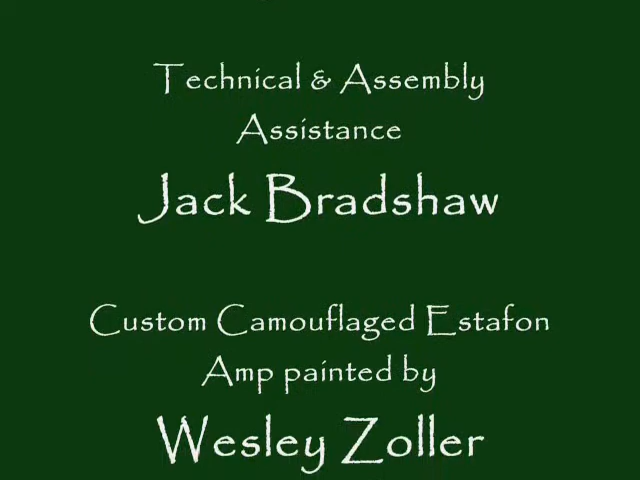 Technical & Assembly
Assistance
Jack Bradshaw
Custom Camouflaged Estafon
Amp painted by
Wesley Zoller